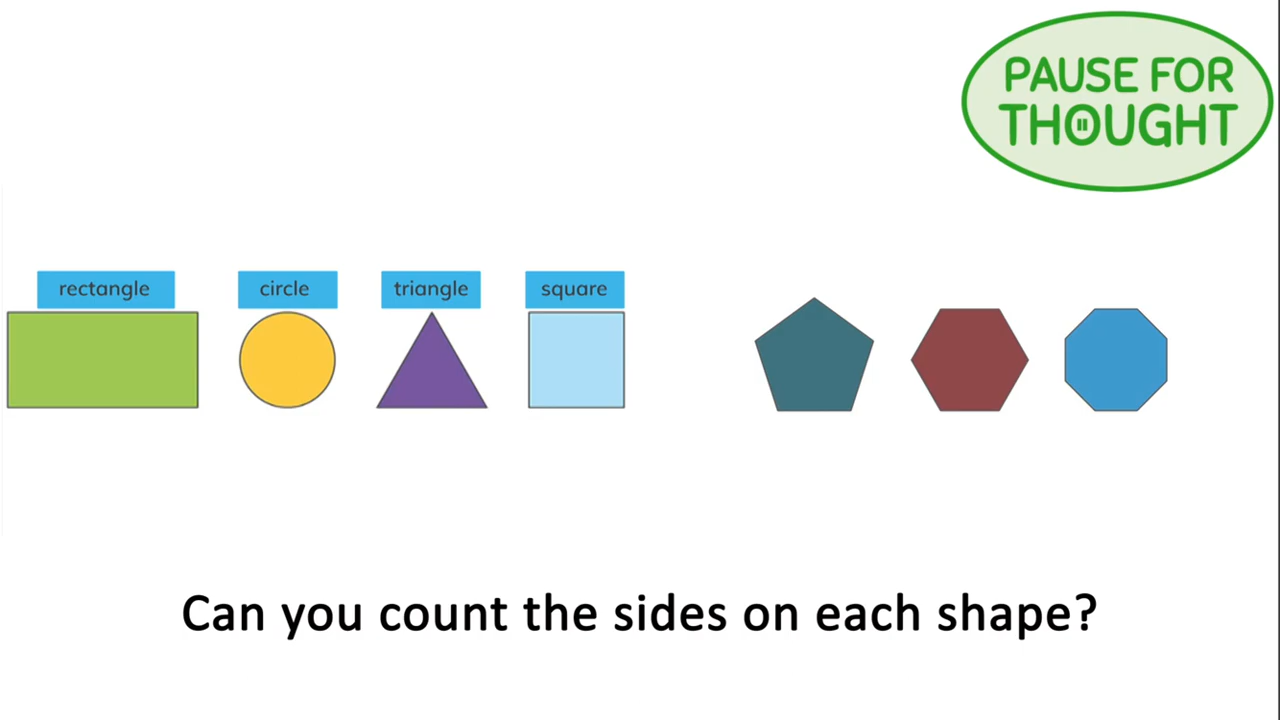 PAUSE FOR
THOUGHT
rectangle
circle
triangle
square
Can you count the sides on each shape?